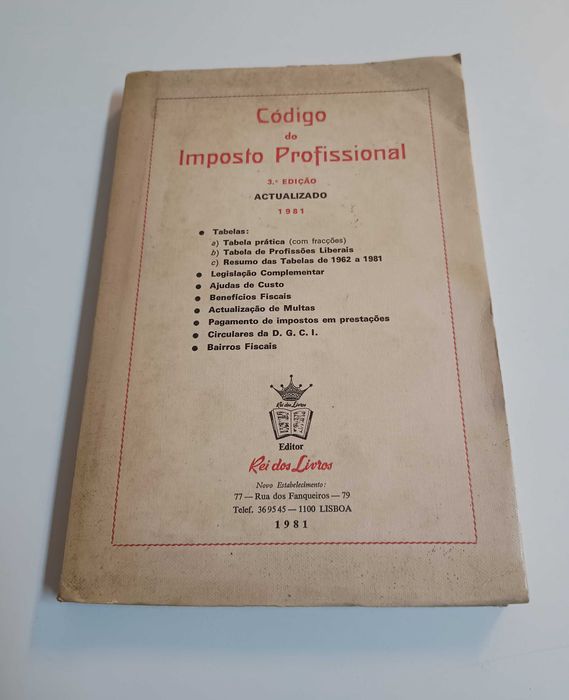 Código
do
Imposto Profissional
3.ª EDIÇÃO
ACTUALIZADO
1981
• Tabelas:
a) Tabela prática (com fracções)
b) Tabela de Profissões Liberais
c) Resumo das Tabelas de 1962 a 1981
• Legislação Complementar
• Ajudas de Custo
• Benefícios Fiscais
• Actualização de Multas
• Pagamento de impostos em prestações
• Circulares da D. G. C. I.
• Bairros Fiscais
Rei dos Livros
Editor
Rei dos Livros
Novo Estabelecimento:
77 — Rua dos Fanqueiros — 79
Telef. 36 95 45 — 1100 LISBOA
1981